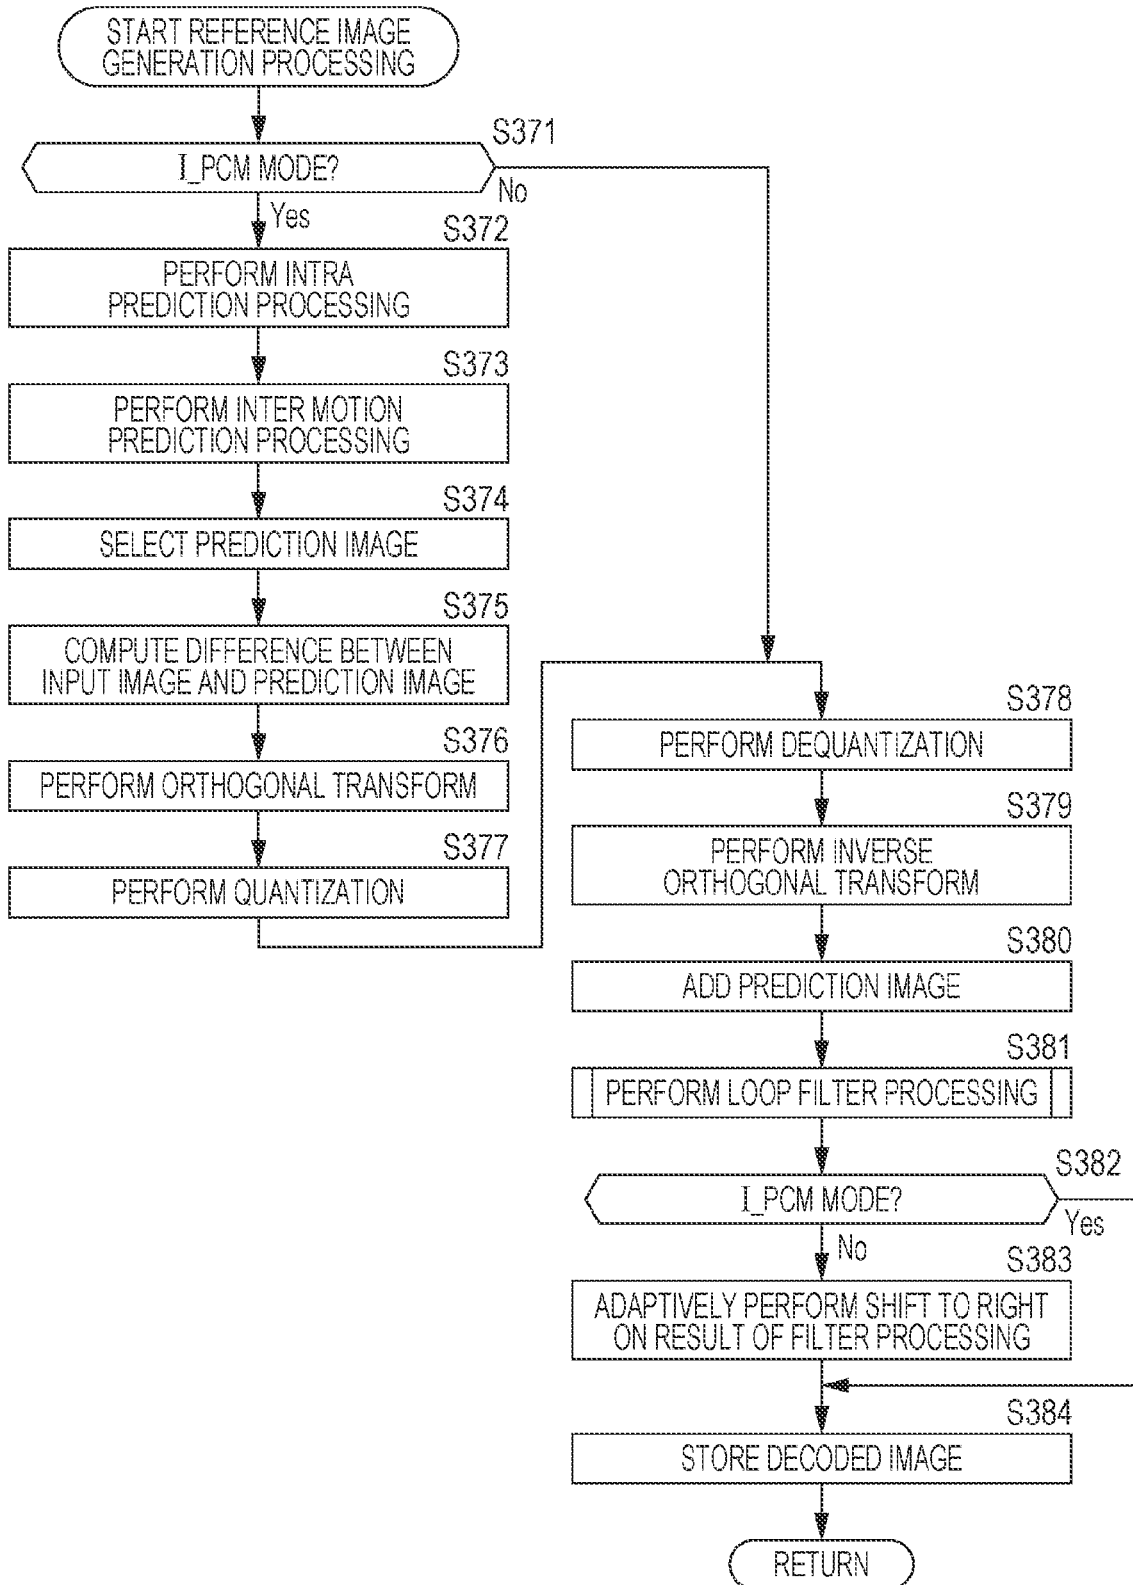 START REFERENCE IMAGE
GENERATION PROCESSING
S371
I_PCM MODE?
No
Yes
S372
PERFORM INTRA
PREDICTION PROCESSING
S373
PERFORM INTER MOTION
PREDICTION PROCESSING
S374
SELECT PREDICTION IMAGE
S375
COMPUTE DIFFERENCE BETWEEN
INPUT IMAGE AND PREDICTION IMAGE
S376
PERFORM ORTHOGONAL TRANSFORM
S377
PERFORM QUANTIZATION
S378
PERFORM DEQUANTIZATION
S379
PERFORM INVERSE
ORTHOGONAL TRANSFORM
S380
ADD PREDICTION IMAGE
S381
PERFORM LOOP FILTER PROCESSING
S382
I_PCM MODE?
Yes
No
S383
ADAPTIVELY PERFORM SHIFT TO RIGHT
ON RESULT OF FILTER PROCESSING
S384
STORE DECODED IMAGE
RETURN